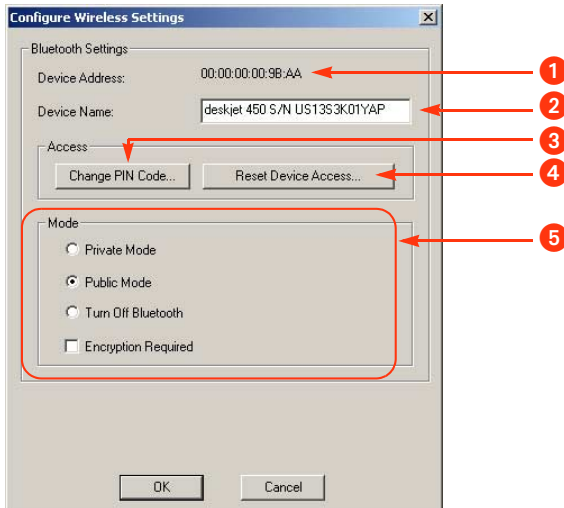 Configure Wireless Settings
Bluetooth Settings
Device Address: 00:00:00:00:9B:AA 1
Device Name: deskjet 450 S/N US13S3K01YAP 2
Access 3
Change PIN Code... Reset Device Access... 4
Mode 5
Private Mode
Public Mode
Turn Off Bluetooth
Encryption Required
OK Cancel